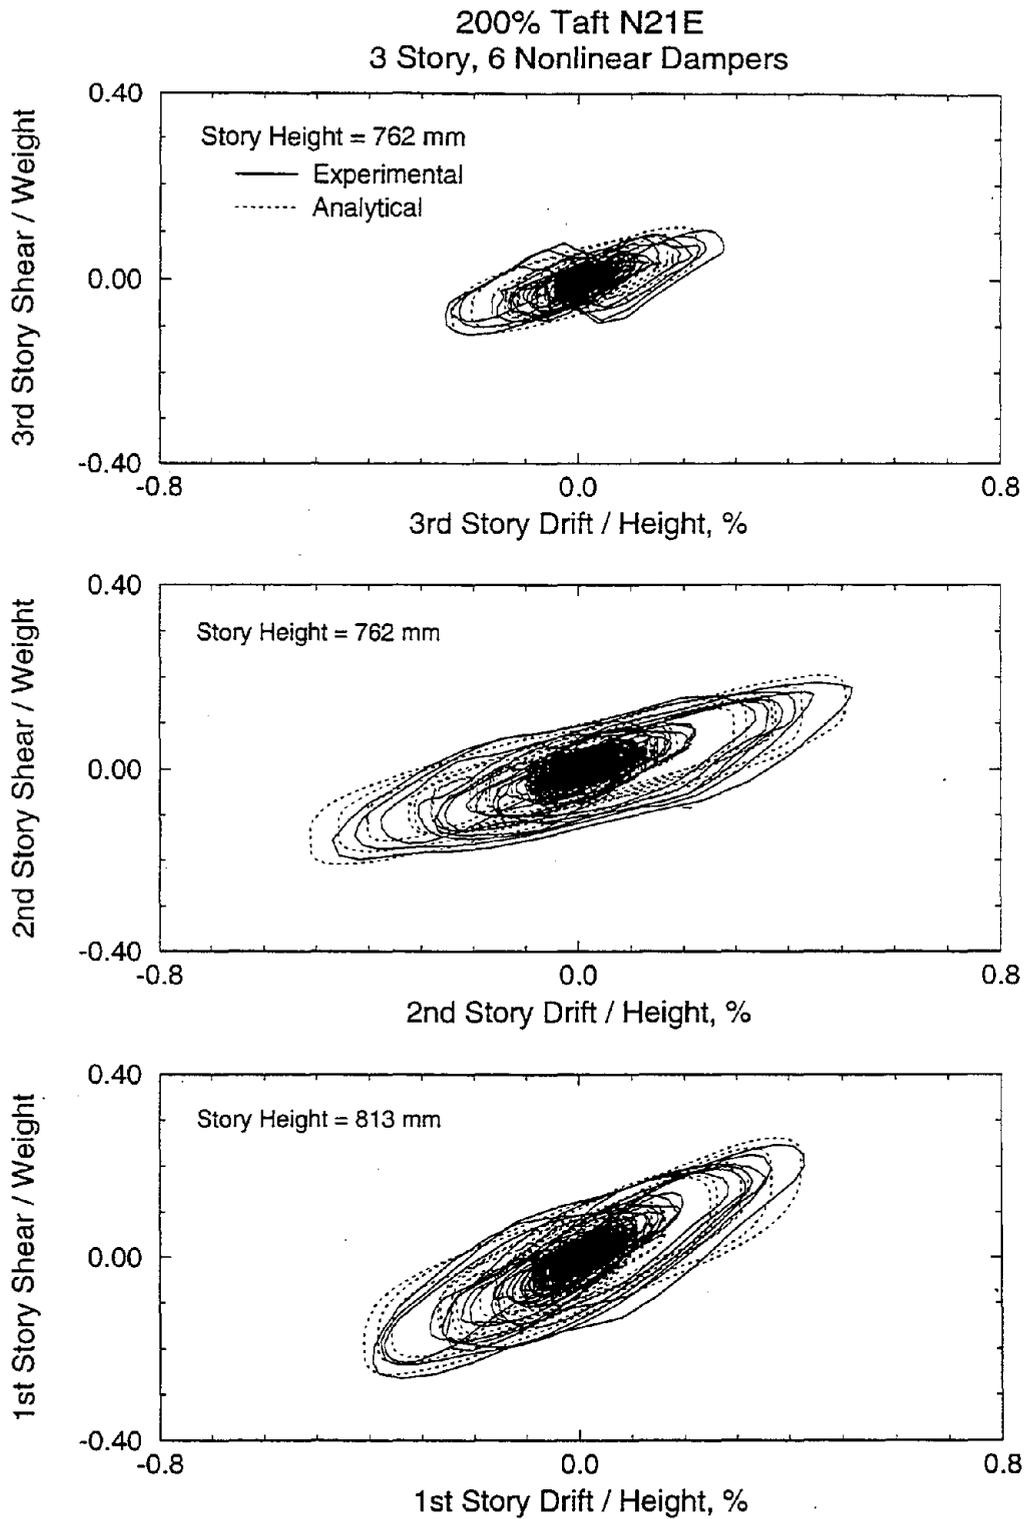 200% Taft N21E
3 Story, 6 Nonlinear Dampers
0.40
Story Height = 762 mm
Experimental
Analytical
0.00
3rd Story Shear / Weight
-0.40
-0.8
0.0
0.8
3rd Story Drift / Height, %
0.40
Story Height = 762 mm
0.00
2nd Story Shear / Weight
-0.40
-0.8
0.0
0.8
2nd Story Drift / Height, %
0.40
Story Height = 813 mm
0.00
1st Story Shear / Weight
-0.40
-0.8
0.0
0.8
1st Story Drift / Height, %